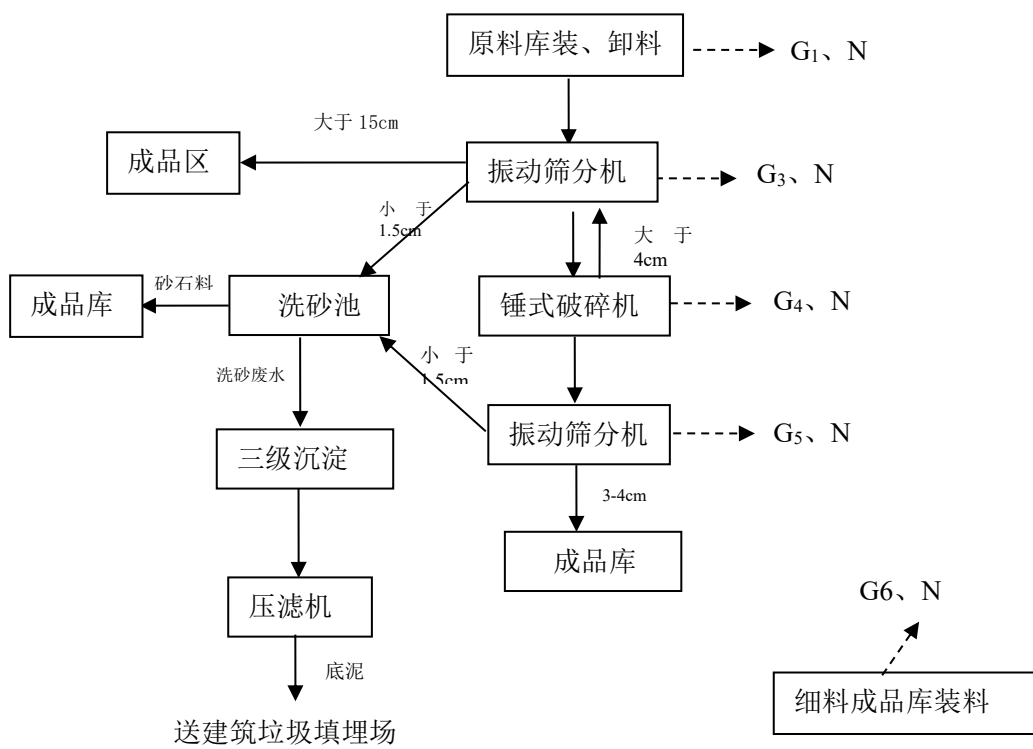 原料库装、卸料
G1、N
大于 15cm
成品区
振动筛分机
G3、N
小 于
1.5cm
大 于
4cm
成品库
砂石料
洗砂池
锤式破碎机
G4、N
小 于
1.5cm
洗砂废水
三级沉淀
振动筛分机
G5、N
3-4cm
成品库
压滤机
G6、N
底泥
细料成品库装料
送建筑垃圾填埋场